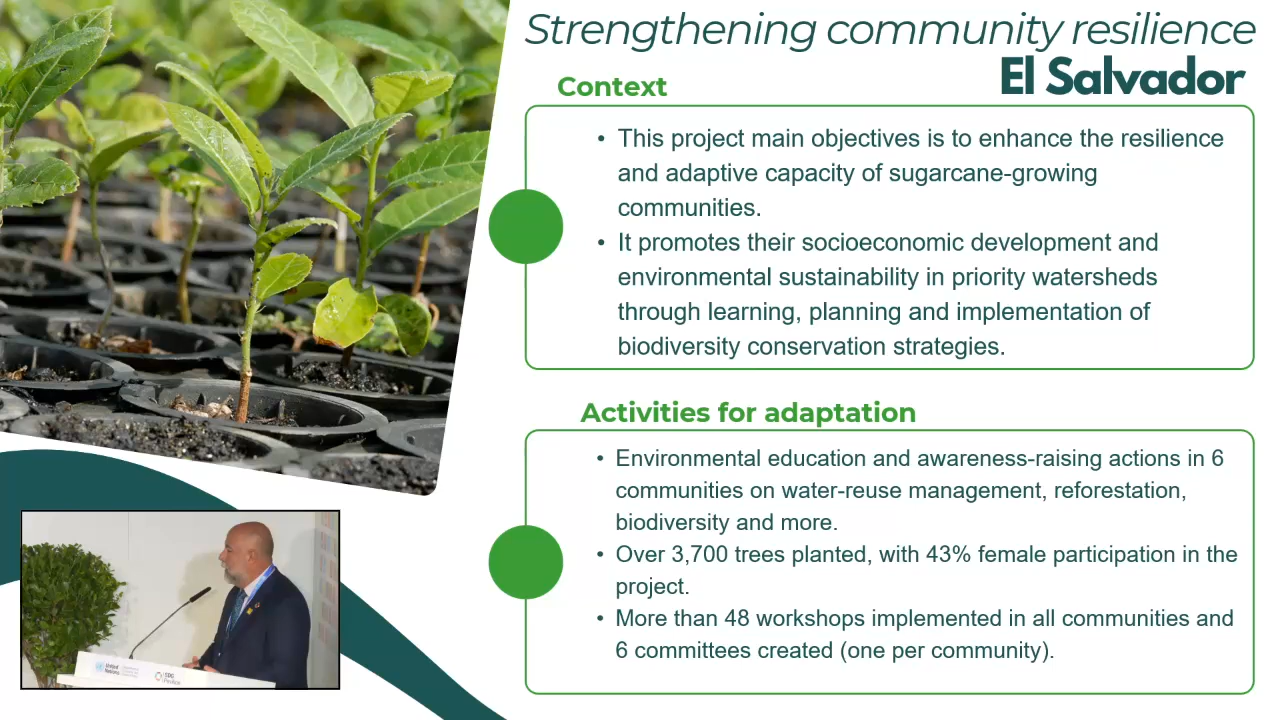 Strengthening community resilience
El Salvador
Context
• This project main objectives is to enhance the resilience
and adaptive capacity of sugarcane-growing
communities.
• It promotes their socioeconomic development and
environmental sustainability in priority watersheds
through learning, planning and implementation of
biodiversity conservation strategies.
Activities for adaptation
• Environmental education and awareness-raising actions in 6
communities on water-reuse management, reforestation,
biodiversity and more.
• Over 3,700 trees planted, with 43% female participation in the
project.
• More than 48 workshops implemented in all communities and
6 committees created (one per community).
United
Nations
SDG
Pavilion